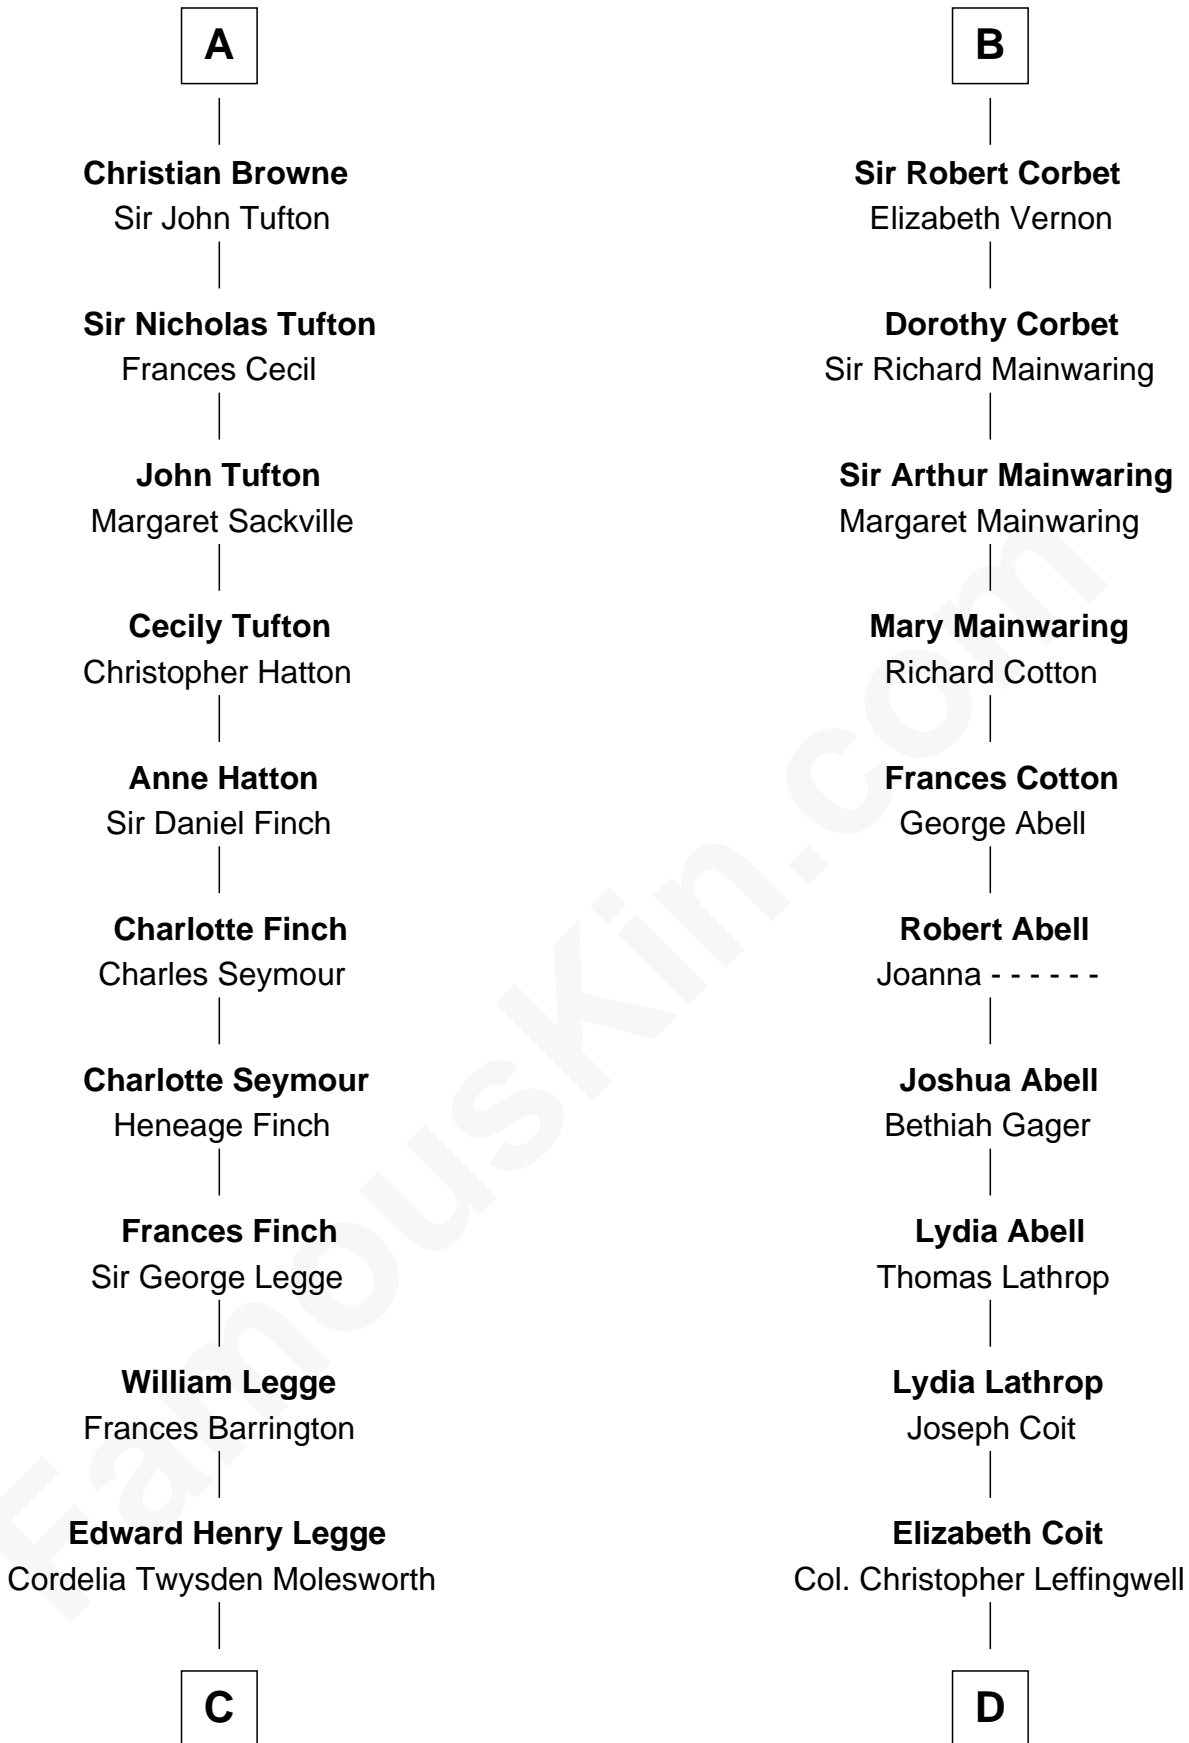 A
Christian Browne
Sir John Tufton
Sir Nicholas Tufton
Frances Cecil
John Tufton
Margaret Sackville
Cecily Tufton
Christopher Hatton
Anne Hatton
Sir Daniel Finch
Charlotte Finch
Charles Seymour
Charlotte Seymour
Heneage Finch
Frances Finch
Sir George Legge
William Legge
Frances Barrington
Edward Henry Legge
Cordelia Twysden Molesworth
C
B
Sir Robert Corbet
Elizabeth Vernon
Dorothy Corbet
Sir Richard Mainwaring
Sir Arthur Mainwaring
Margaret Mainwaring
Mary Mainwaring
Richard Cotton
Frances Cotton
George Abell
Robert Abell
Joanna - - - - - -
Joshua Abell
Bethiah Gager
Lydia Abell
Thomas Lathrop
Lydia Lathrop
Joseph Coit
Elizabeth Coit
Col. Christopher Leffingwell
D
FamousKin.com